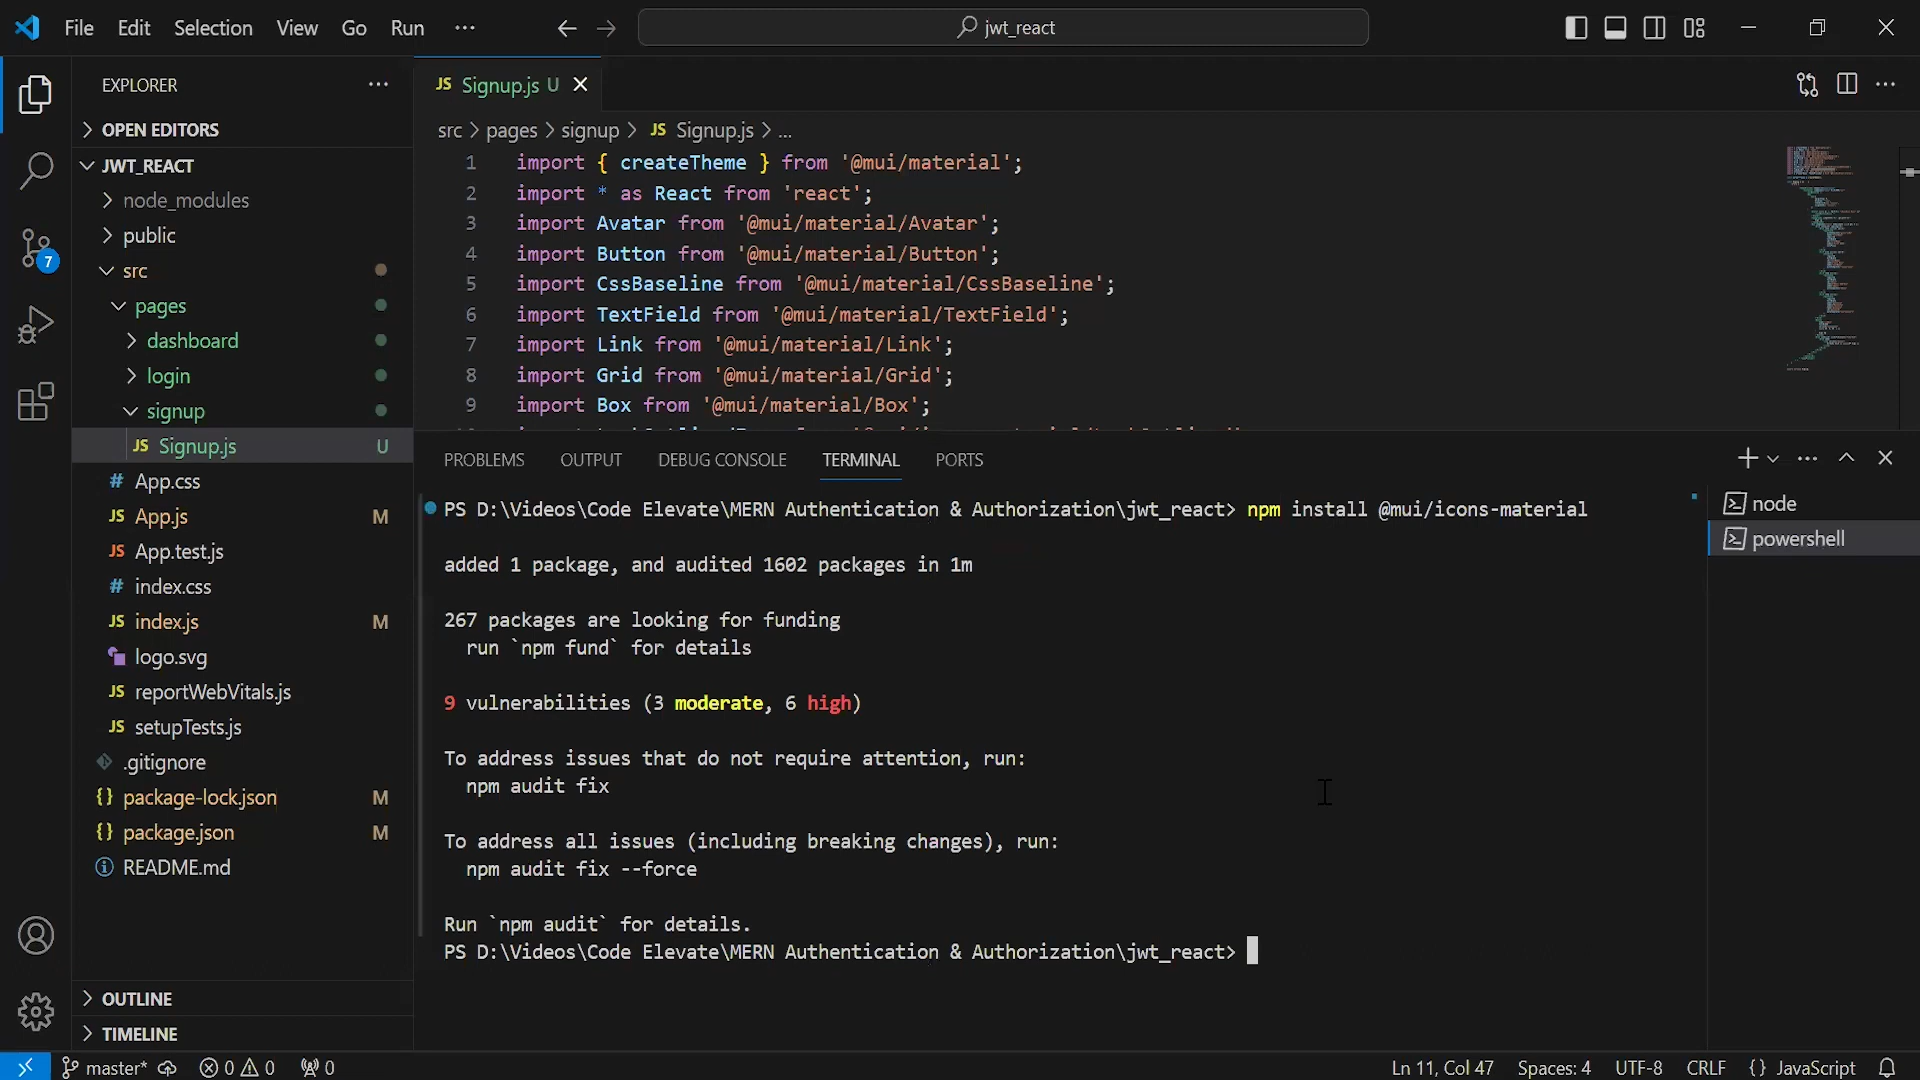 File Edit Selection View Go Run ...
jwt_react
EXPLORER
OPEN EDITORS
JWT_REACT
node_modules
public
src
pages
dashboard
login
signup
JS Signup.js U
# App.css
JS App.js M
JS App.test.js
# index.css
JS index.js M
logo.svg
JS reportWebVitals.js
JS setupTests.js
.gitignore
{} package-lock.json M
{} package.json M
README.md
OUTLINE
TIMELINE
7
JS Signup.js U
src > pages > signup > JS Signup.js > ...
1 import { createTheme } from '@mui/material';
2 import * as React from 'react';
3 import Avatar from '@mui/material/Avatar';
4 import Button from '@mui/material/Button';
5 import CssBaseline from '@mui/material/CssBaseline';
6 import TextField from '@mui/material/TextField';
7 import Link from '@mui/material/Link';
8 import Grid from '@mui/material/Grid';
9 import Box from '@mui/material/Box';
PROBLEMS OUTPUT DEBUG CONSOLE TERMINAL PORTS
PS D:\Videos\Code Elevate\MERN Authentication & Authorization\jwt_react> npm install @mui/icons-material
added 1 package, and audited 1602 packages in 1m
267 packages are looking for funding
run `npm fund` for details
9 vulnerabilities (3 moderate, 6 high)
To address issues that do not require attention, run:
npm audit fix
To address all issues (including breaking changes), run:
npm audit fix --force
Run `npm audit` for details.
PS D:\Videos\Code Elevate\MERN Authentication & Authorization\jwt_react>
node
powershell
master* 0 0 0 Ln 11, Col 47 Spaces: 4 UTF-8 CRLF {} JavaScript